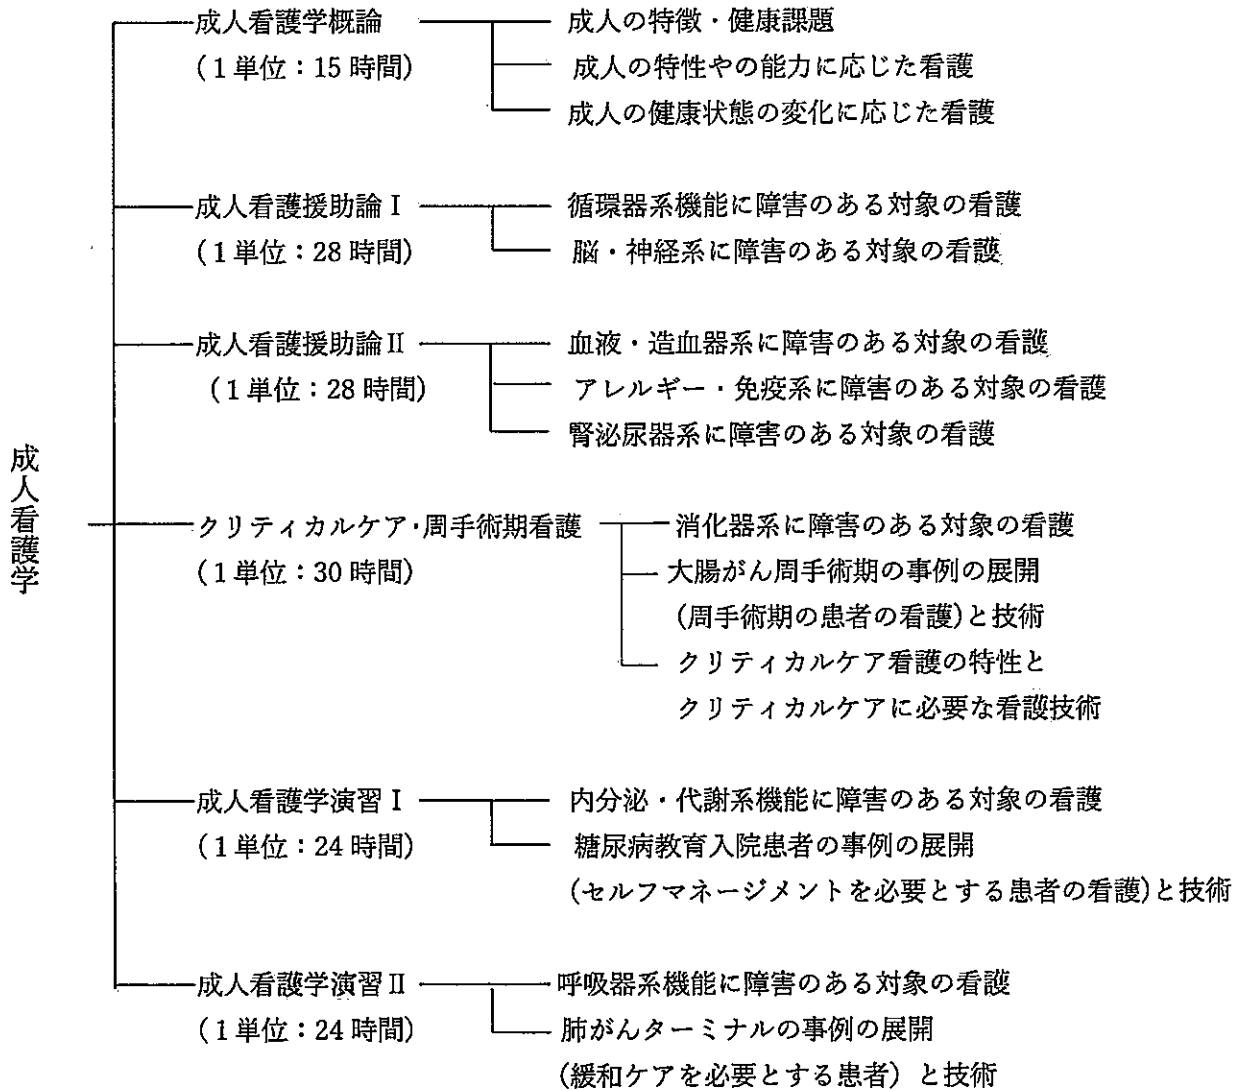 成人看護学
成人看護学概論
(1単位：15時間)
成人の特徴・健康課題
成人の特性やの能力に応じた看護
成人の健康状態の変化に応じた看護
成人看護援助論Ⅰ
(1単位：28時間)
循環器系機能に障害のある対象の看護
脳・神経系に障害のある対象の看護
成人看護援助論Ⅱ
(1単位：28時間)
血液・造血器系に障害のある対象の看護
アレルギー・免疫系に障害のある対象の看護
腎泌尿器系に障害のある対象の看護
クリティカルケア・周手術期看護
(1単位：30時間)
消化器系に障害のある対象の看護
大腸がん周手術期の事例の展開
(周手術期の患者の看護)と技術
クリティカルケア看護の特性と
クリティカルケアに必要な看護技術
成人看護学演習Ⅰ
(1単位：24時間)
内分泌・代謝系機能に障害のある対象の看護
糖尿病教育入院患者の事例の展開
(セルフマネージメントを必要とする患者の看護)と技術
成人看護学演習Ⅱ
(1単位：24時間)
呼吸器系機能に障害のある対象の看護
肺がんターミナルの事例の展開
(緩和ケアを必要とする患者）と技術